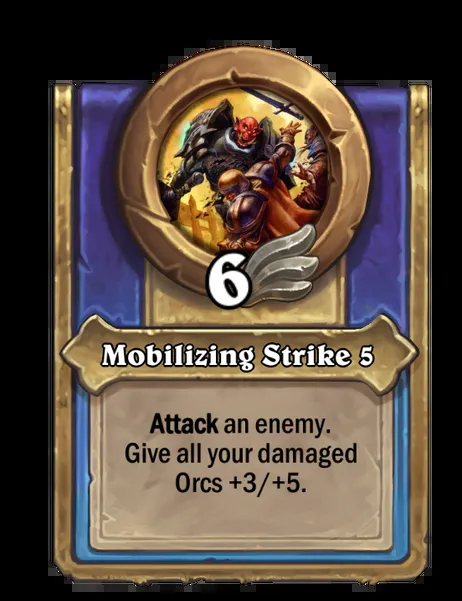 6
Mobilizing Strike 5
Attack an enemy.
Give all your damaged
Orcs +3/+5.